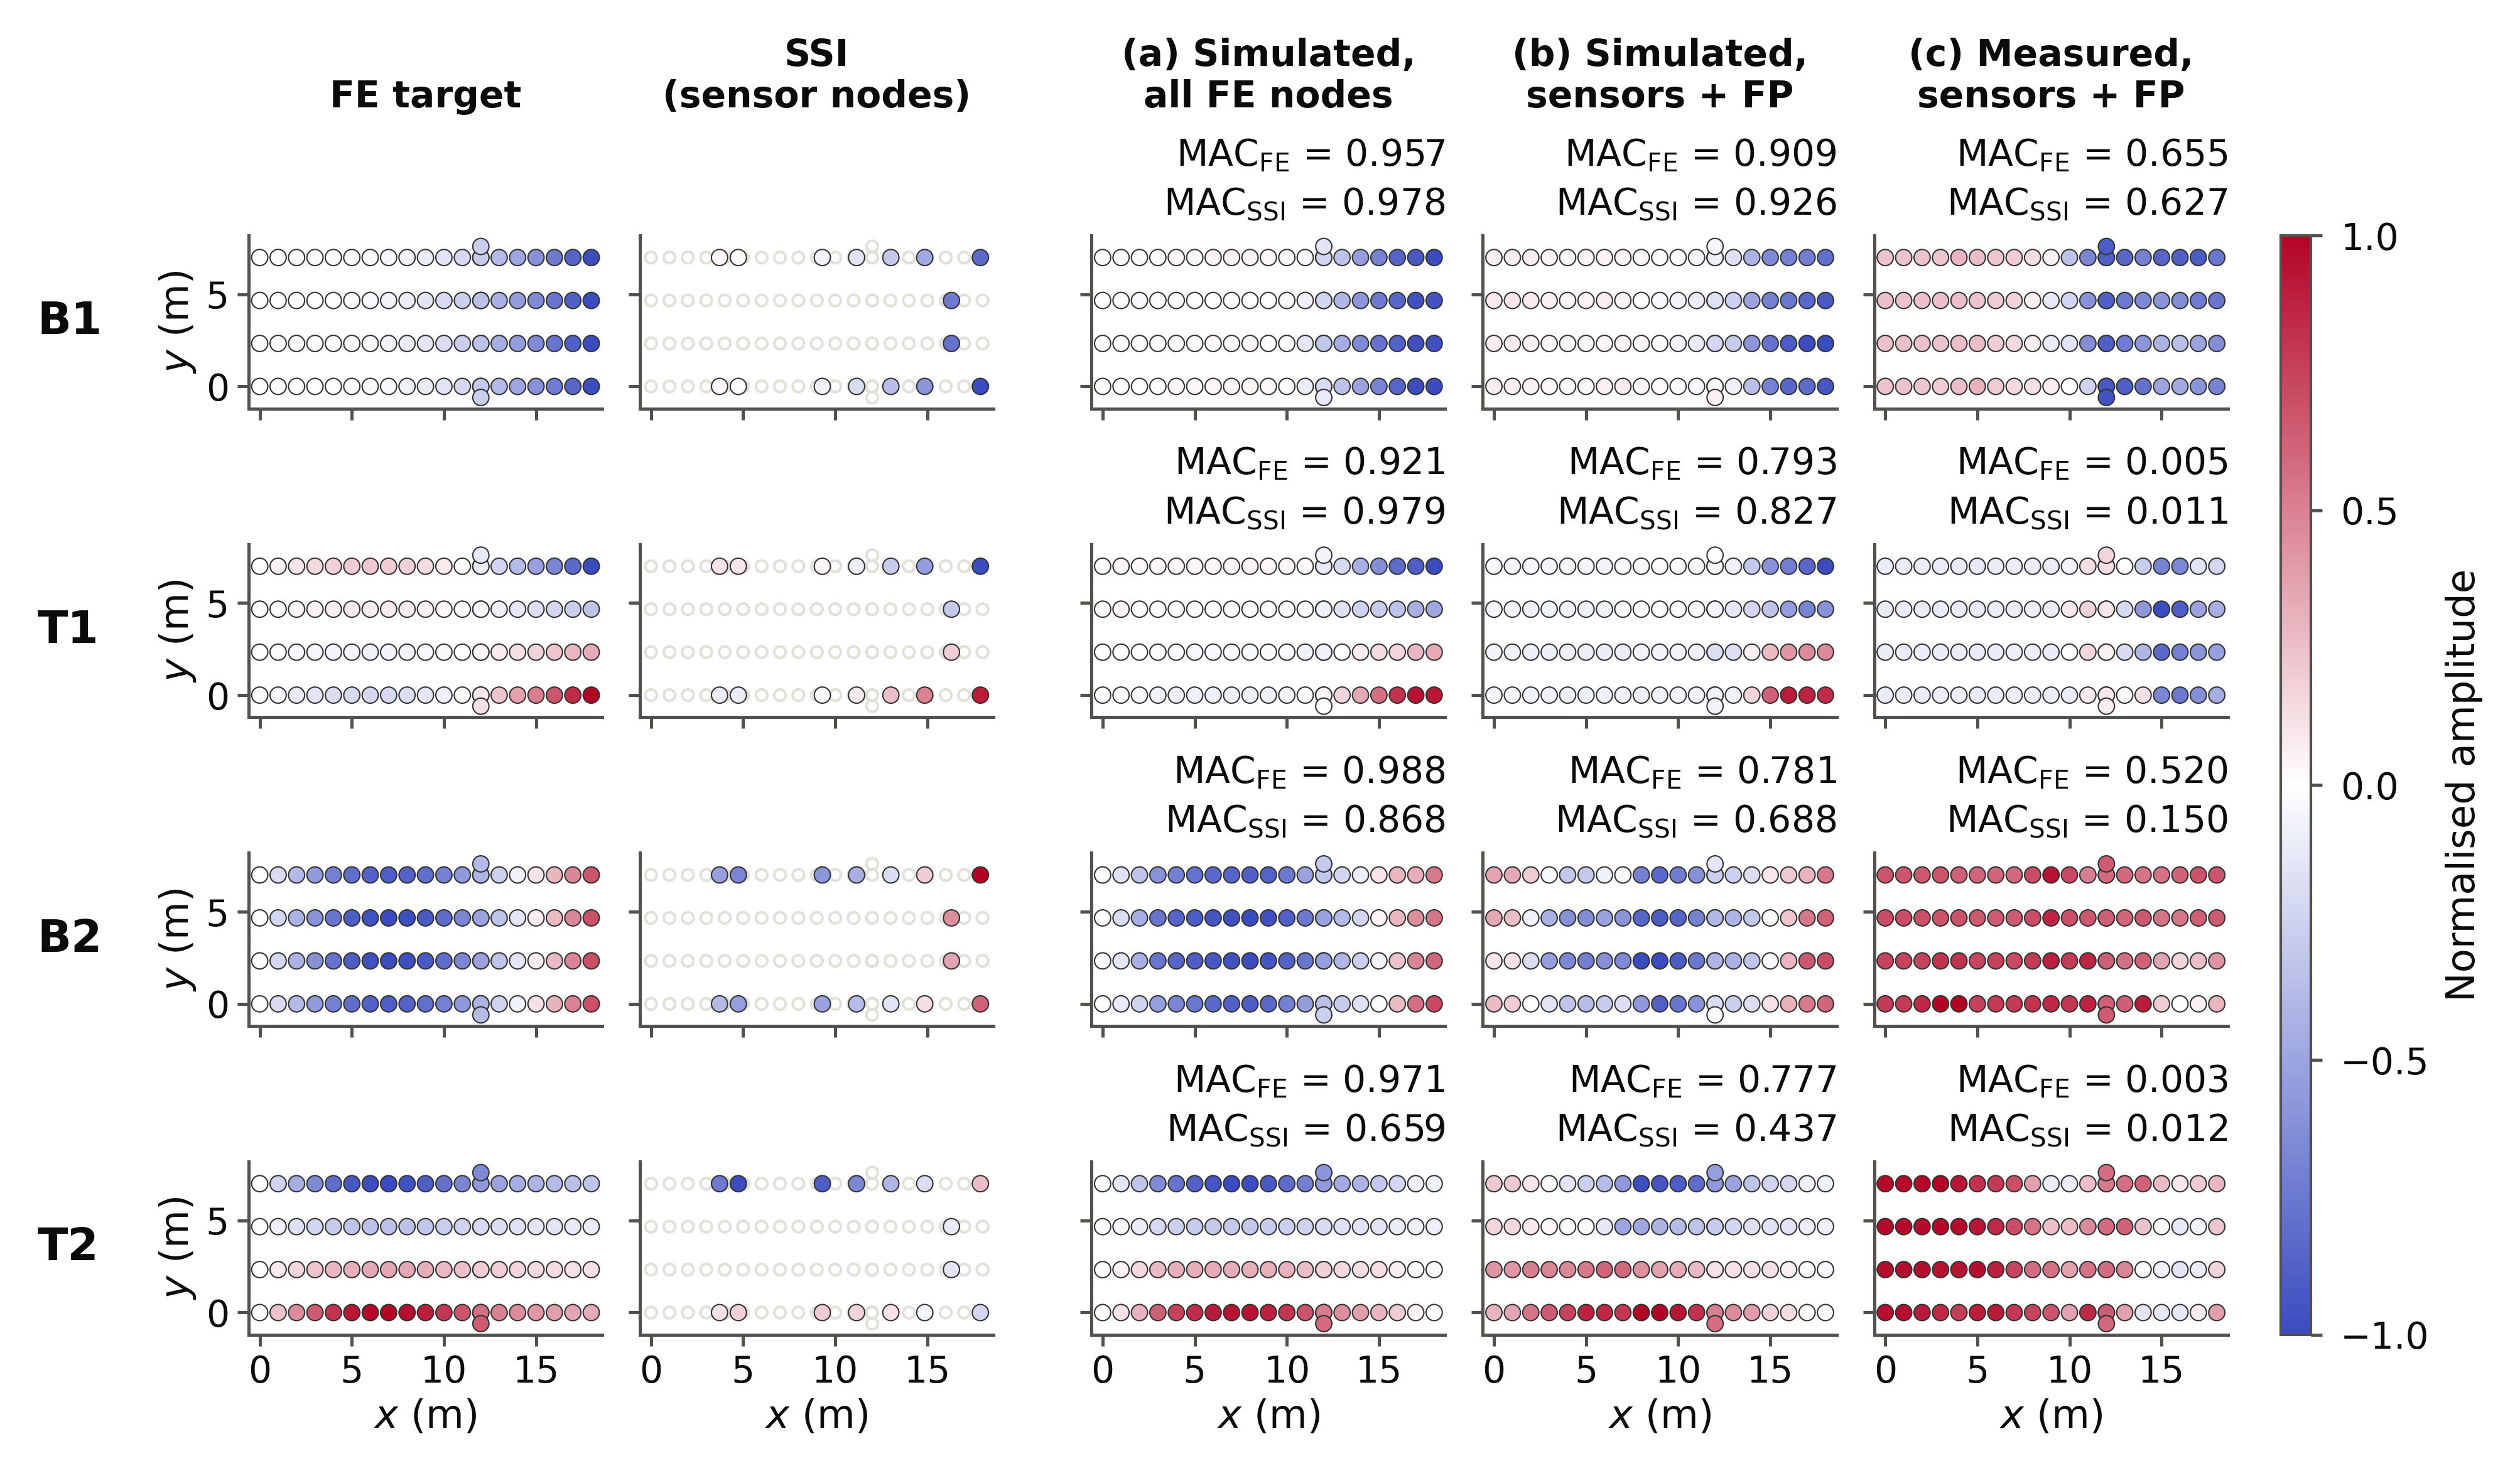 FE target
SSI
(sensor nodes)
(a) Simulated,
all FE nodes
(b) Simulated,
sensors + FP
(c) Measured,
sensors + FP
MAC_FE = 0.957
MAC_SSI = 0.978
MAC_FE = 0.909
MAC_SSI = 0.926
MAC_FE = 0.655
MAC_SSI = 0.627
B1
y (m)
5
0
MAC_FE = 0.921
MAC_SSI = 0.979
MAC_FE = 0.793
MAC_SSI = 0.827
MAC_FE = 0.005
MAC_SSI = 0.011
T1
y (m)
5
0
MAC_FE = 0.988
MAC_SSI = 0.868
MAC_FE = 0.781
MAC_SSI = 0.688
MAC_FE = 0.520
MAC_SSI = 0.150
B2
y (m)
5
0
MAC_FE = 0.971
MAC_SSI = 0.659
MAC_FE = 0.777
MAC_SSI = 0.437
MAC_FE = 0.003
MAC_SSI = 0.012
T2
y (m)
5
0
0 5 10 15
x (m)
0 5 10 15
x (m)
0 5 10 15
x (m)
0 5 10 15
x (m)
0 5 10 15
x (m)
1.0
0.5
0.0
−0.5
−1.0
Normalised amplitude